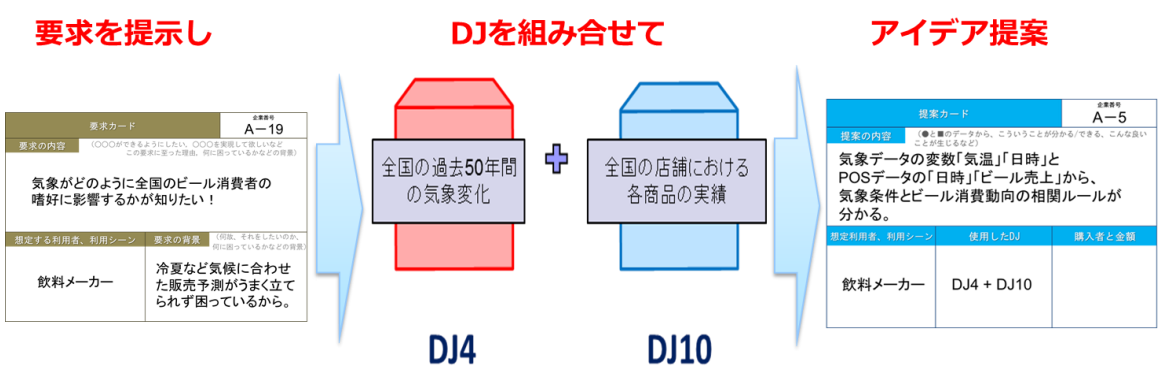 要求を提示し
DJを組み合せて
アイデア提案
要求カード
企業番号
A－19
要求の内容
(〇〇〇ができるようにしたい、〇〇〇を実現して欲しいなど
この要求に至った理由、何に困っているかなどの背景)
気象がどのように全国のビール消費者の
嗜好に影響するかが知りたい！
想定する利用者、利用シーン
要求の背景
(何故、それをしたいのか、
何に困っているかなどの背景)
飲料メーカー
冷夏など気候に合わせ
た販売予測がうまく立て
られず困っているから。
全国の過去50年間
の気象変化
DJ4
+
全国の店舗における
各商品の実績
DJ10
提案カード
企業番号
A－5
提案の内容
(●と■のデータから、こういうことが分かる/できる、こんな良い
ことが生じるなど)
気象データの変数｢気温｣｢日時｣と
POSデータの｢日時｣｢ビール売上｣から、
気象条件とビール消費動向の相関ルールが
分かる。
想定利用者、利用シーン
使用したDJ
購入者と金額
飲料メーカー
DJ4 + DJ10